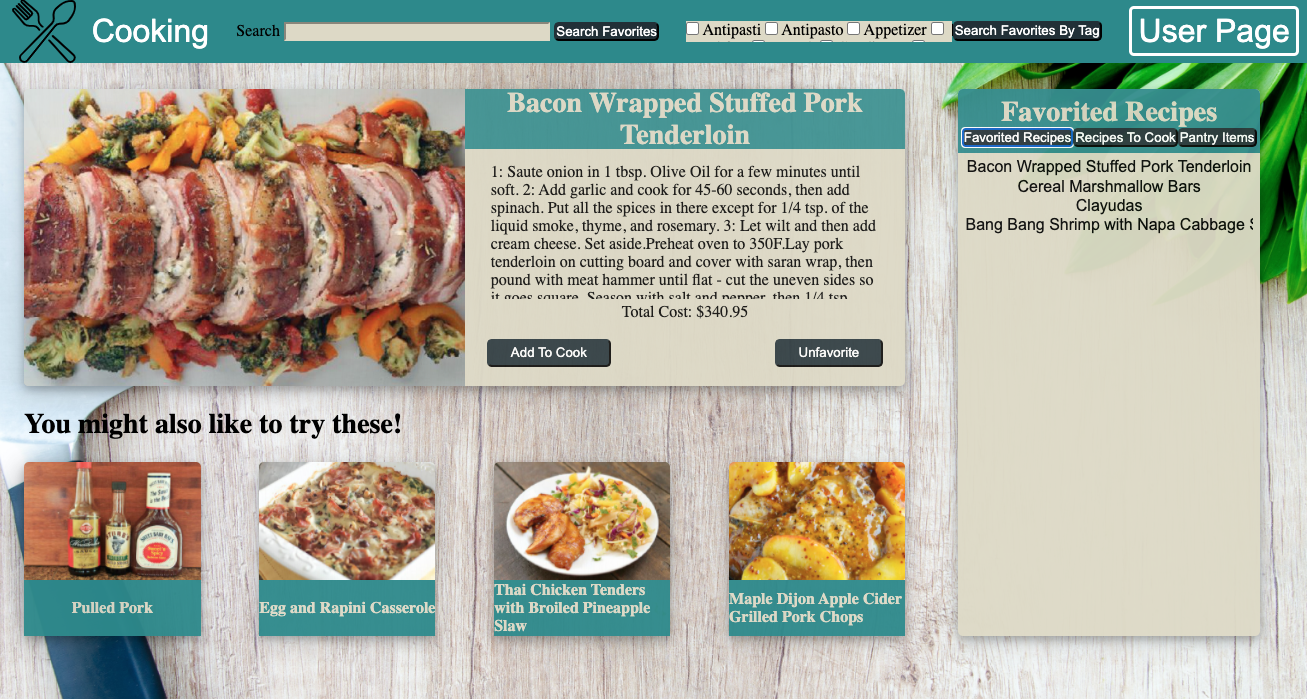 Cooking
Search
Search Favorites
Antipasti Antipasto Appetizer
Search Favorites By Tag
User Page
Bacon Wrapped Stuffed Pork
Tenderloin
1: Saute onion in 1 tbsp. Olive Oil for a few minutes until
soft. 2: Add garlic and cook for 45-60 seconds, then add
spinach. Put all the spices in there except for 1/4 tsp. of the
liquid smoke, thyme, and rosemary. 3: Let wilt and then add
cream cheese. Set aside.Preheat oven to 350F.Lay pork
tenderloin on cutting board and cover with saran wrap, then
pound with meat hammer until flat - cut the uneven sides so
it goes square. Season with salt and pepper, then 1/4 tsp.
Total Cost: $340.95
Add To Cook
Unfavorite
Favorited Recipes
Favorited Recipes Recipes To Cook Pantry Items
Bacon Wrapped Stuffed Pork Tenderloin
Cereal Marshmallow Bars
Clayudas
Bang Bang Shrimp with Napa Cabbage
You might also like to try these!
Pulled Pork
Egg and Rapini Casserole
Thai Chicken Tenders
with Broiled Pineapple
Slaw
Maple Dijon Apple Cider
Grilled Pork Chops